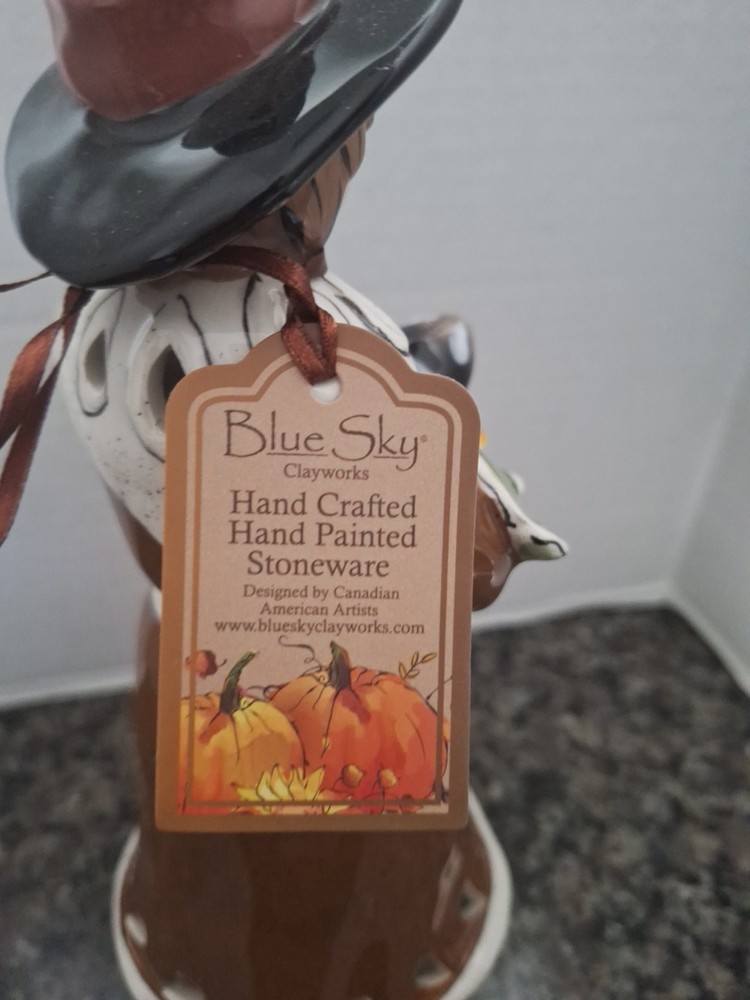 Blue Sky®
Clayworks
Hand Crafted
Hand Painted
Stoneware
Designed by Canadian
American Artists
www.blueskyclayworks.com